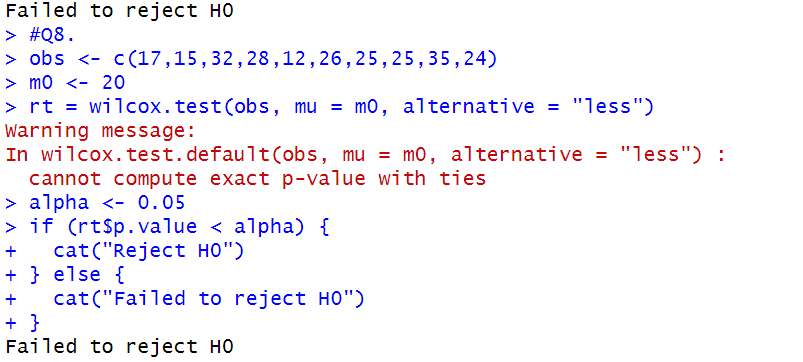 Failed to reject H0
> #Q8.
> obs <- c(17,15,32,28,12,26,25,25,35,24)
> m0 <- 20
> rt = wilcox.test(obs, mu = m0, alternative = "less")
Warning message:
In wilcox.test.default(obs, mu = m0, alternative = "less") :
  cannot compute exact p-value with ties
> alpha <- 0.05
> if (rt$p.value < alpha) {
+   cat("Reject H0")
+ } else {
+   cat("Failed to reject H0")
+ }
Failed to reject H0